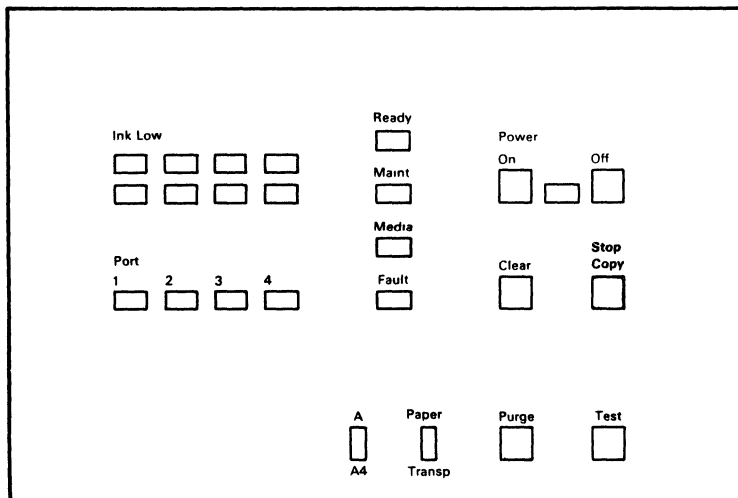 Ink Low
Ready
Power
On Off
Maint
Media
Port
1 2 3 4
Fault
Clear
Stop
Copy
A
A4
Paper
Transp
Purge
Test